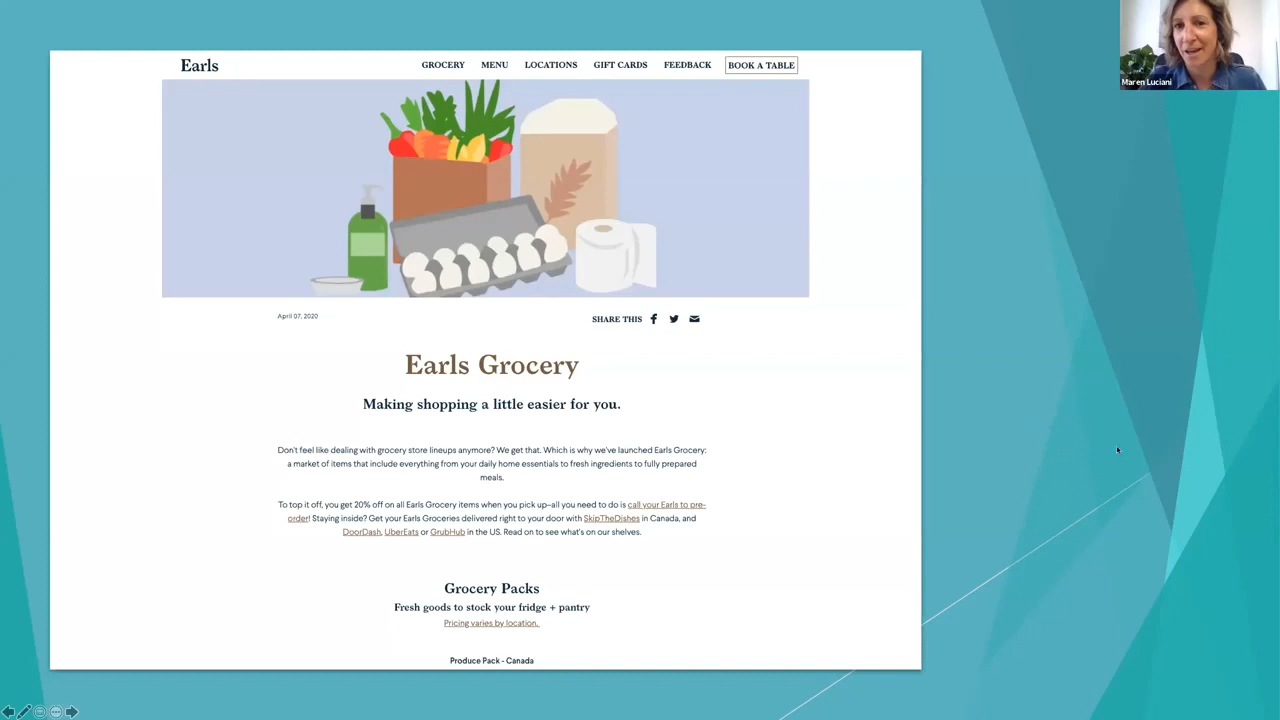 Earls
GROCERY MENU LOCATIONS GIFT CARDS FEEDBACK BOOK A TABLE
Maren Luciani
April 07, 2020
SHARE THIS
Earls Grocery
Making shopping a little easier for you.
Don't feel like dealing with grocery store lineups anymore? We get that. Which is why we've launched Earls Grocery:
a market of items that include everything from your daily home essentials to fresh ingredients to fully prepared
meals.
To top it off, you get 20% off on all Earls Grocery items when you pick up–all you need to do is call your Earls to pre-
order! Staying inside? Get your Earls Groceries delivered right to your door with SkipTheDishes in Canada, and
DoorDash, UberEats or GrubHub in the US. Read on to see what's on our shelves.
Grocery Packs
Fresh goods to stock your fridge + pantry
Pricing varies by location.
Produce Pack - Canada